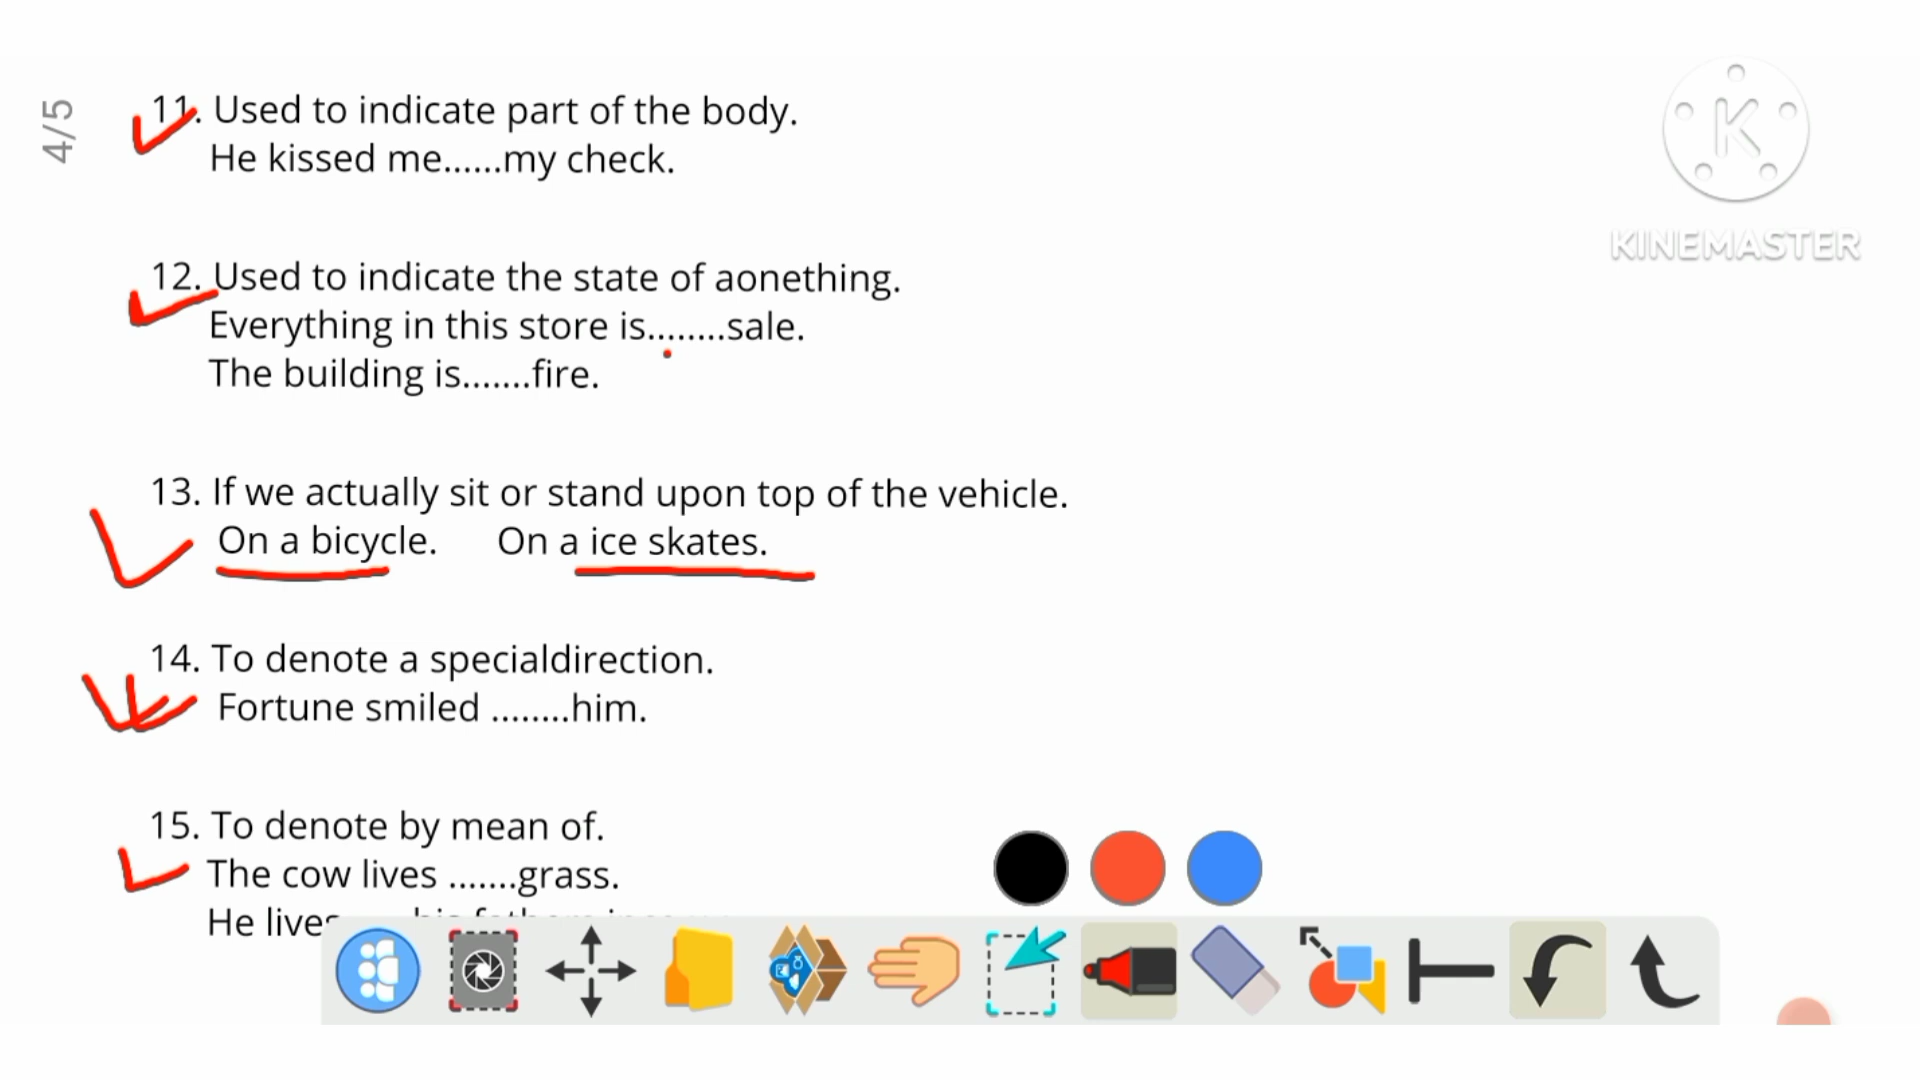 4/5
11. Used to indicate part of the body.
He kissed me......my check.
12. Used to indicate the state of aonething.
Everything in this store is........sale.
The building is.......fire.
13. If we actually sit or stand upon top of the vehicle.
On a bicycle. On a ice skates.
14. To denote a specialdirection.
Fortune smiled ........him.
15. To denote by mean of.
The cow lives .......grass.
He lives
K
KINEMASTER